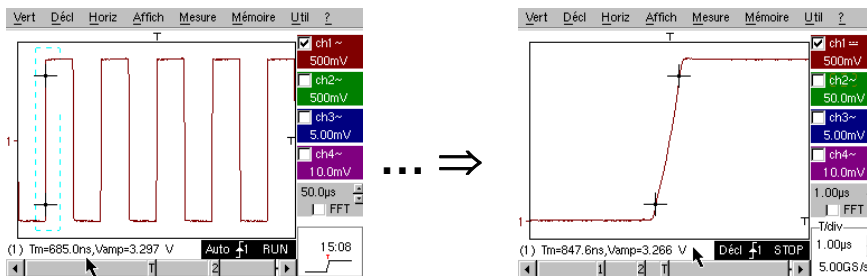 Vert Décl Horiz Affich Mesure Mémoire Util ?
T
ch1~
500mV
ch2~
500mV
ch3~
5.00mV
ch4~
10.0mV
50.0µs
FFT
1
T
(1) Tm=685.0ns,Vamp=3.297 V
Auto 1 RUN
15:08
T 2
... ⇒
Vert Décl Horiz Affich Mesure Mémoire Util ?
T
ch1
500mV
ch2~
50.0mV
ch3~
5.00mV
ch4~
10.0mV
1.00µs
FFT
1
T
T/div
1.00µs
5.00GS/s
(1) Tm=847.6ns,Vamp=3.266 V
Décl 1 STOP
1 2 T